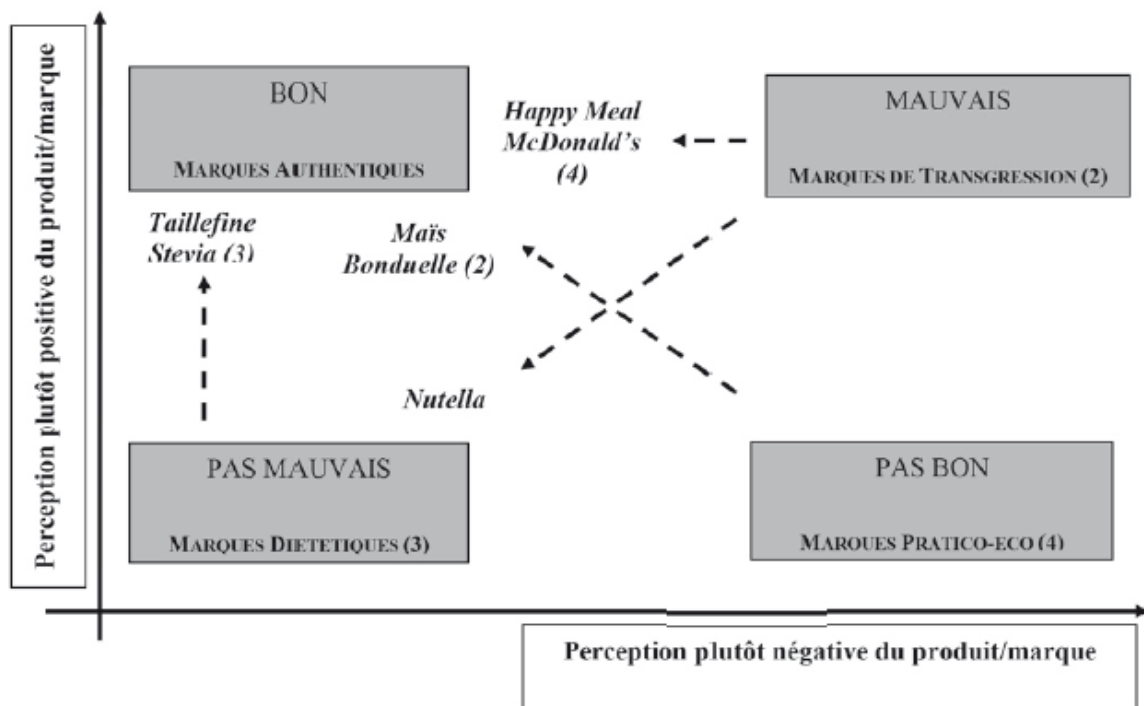 Perception plutôt positive du produit/marque
BON
MARQUES AUTHENTIQUES
Happy Meal
McDonald's
(4)
MAUVAIS
MARQUES DE TRANSGRESSION (2)
Taillefine
Stevia (3)
Maïs
Bonduelle (2)
Nutella
PAS MAUVAIS
MARQUES DIETETIQUES (3)
PAS BON
MARQUES PRATICO-ECO (4)
Perception plutôt négative du produit/marque